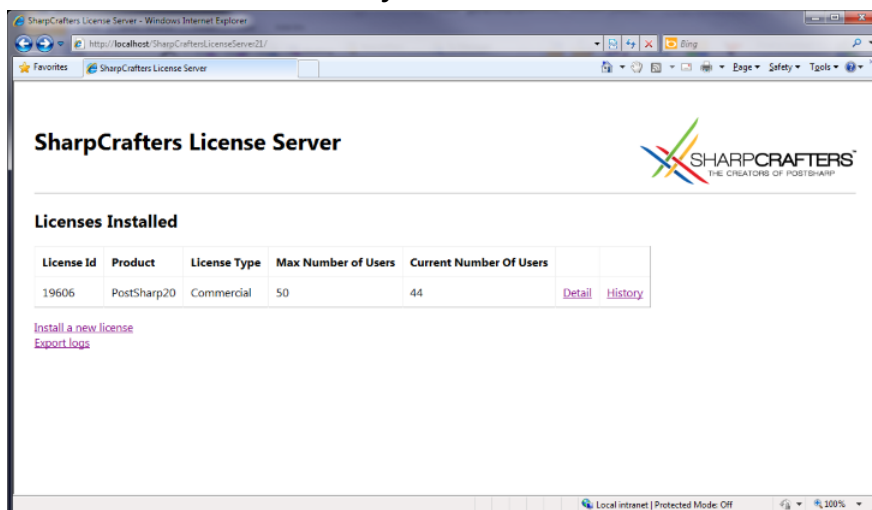 SharpCrafters License Server - Windows Internet Explorer
http://localhost/SharpCraftersLicenseServer21/
Bing
Favorites
SharpCrafters License Server
Page
Safety
Tools
SharpCrafters License Server
SHARPCRAFTERS™
THE CREATORS OF POSTSHARP
Licenses Installed
License Id Product License Type Max Number of Users Current Number Of Users
19606 PostSharp20 Commercial 50 44 Detail History
Install a new license
Export logs
Local intranet | Protected Mode: Off
100%